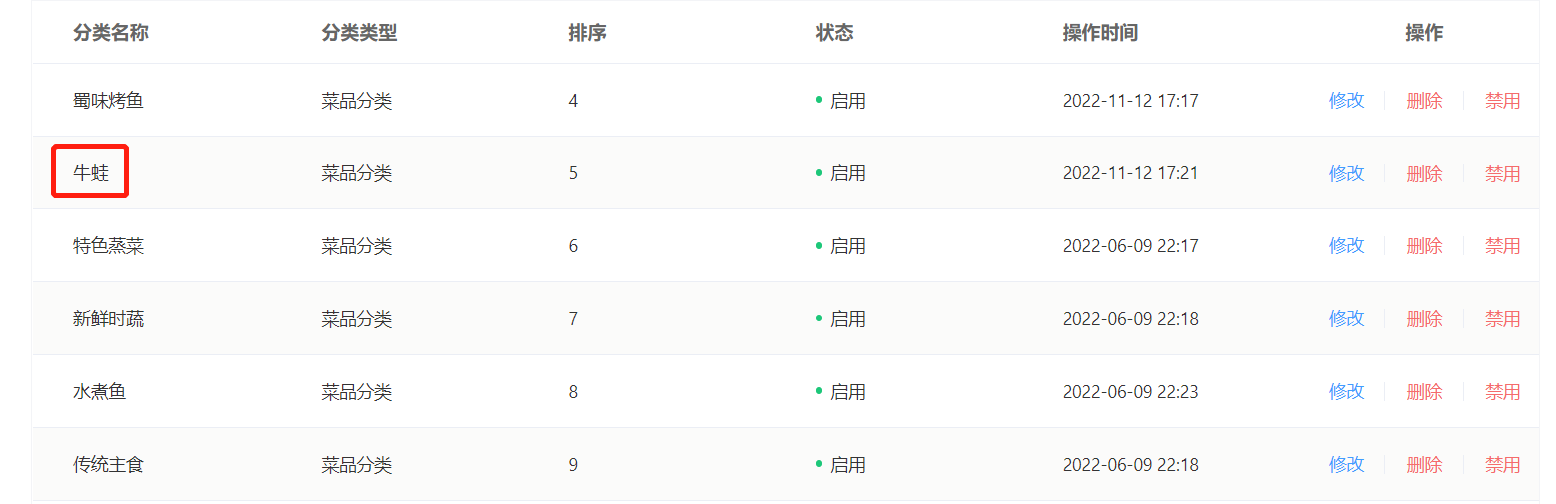 分类名称 分类类型 排序 状态 操作时间 操作
蜀味烤鱼 菜品分类 4 启用 2022-11-12 17:17 修改 删除 禁用
牛蛙 菜品分类 5 启用 2022-11-12 17:21 修改 删除 禁用
特色蒸菜 菜品分类 6 启用 2022-06-09 22:17 修改 删除 禁用
新鲜时蔬 菜品分类 7 启用 2022-06-09 22:18 修改 删除 禁用
水煮鱼 菜品分类 8 启用 2022-06-09 22:23 修改 删除 禁用
传统主食 菜品分类 9 启用 2022-06-09 22:18 修改 删除 禁用